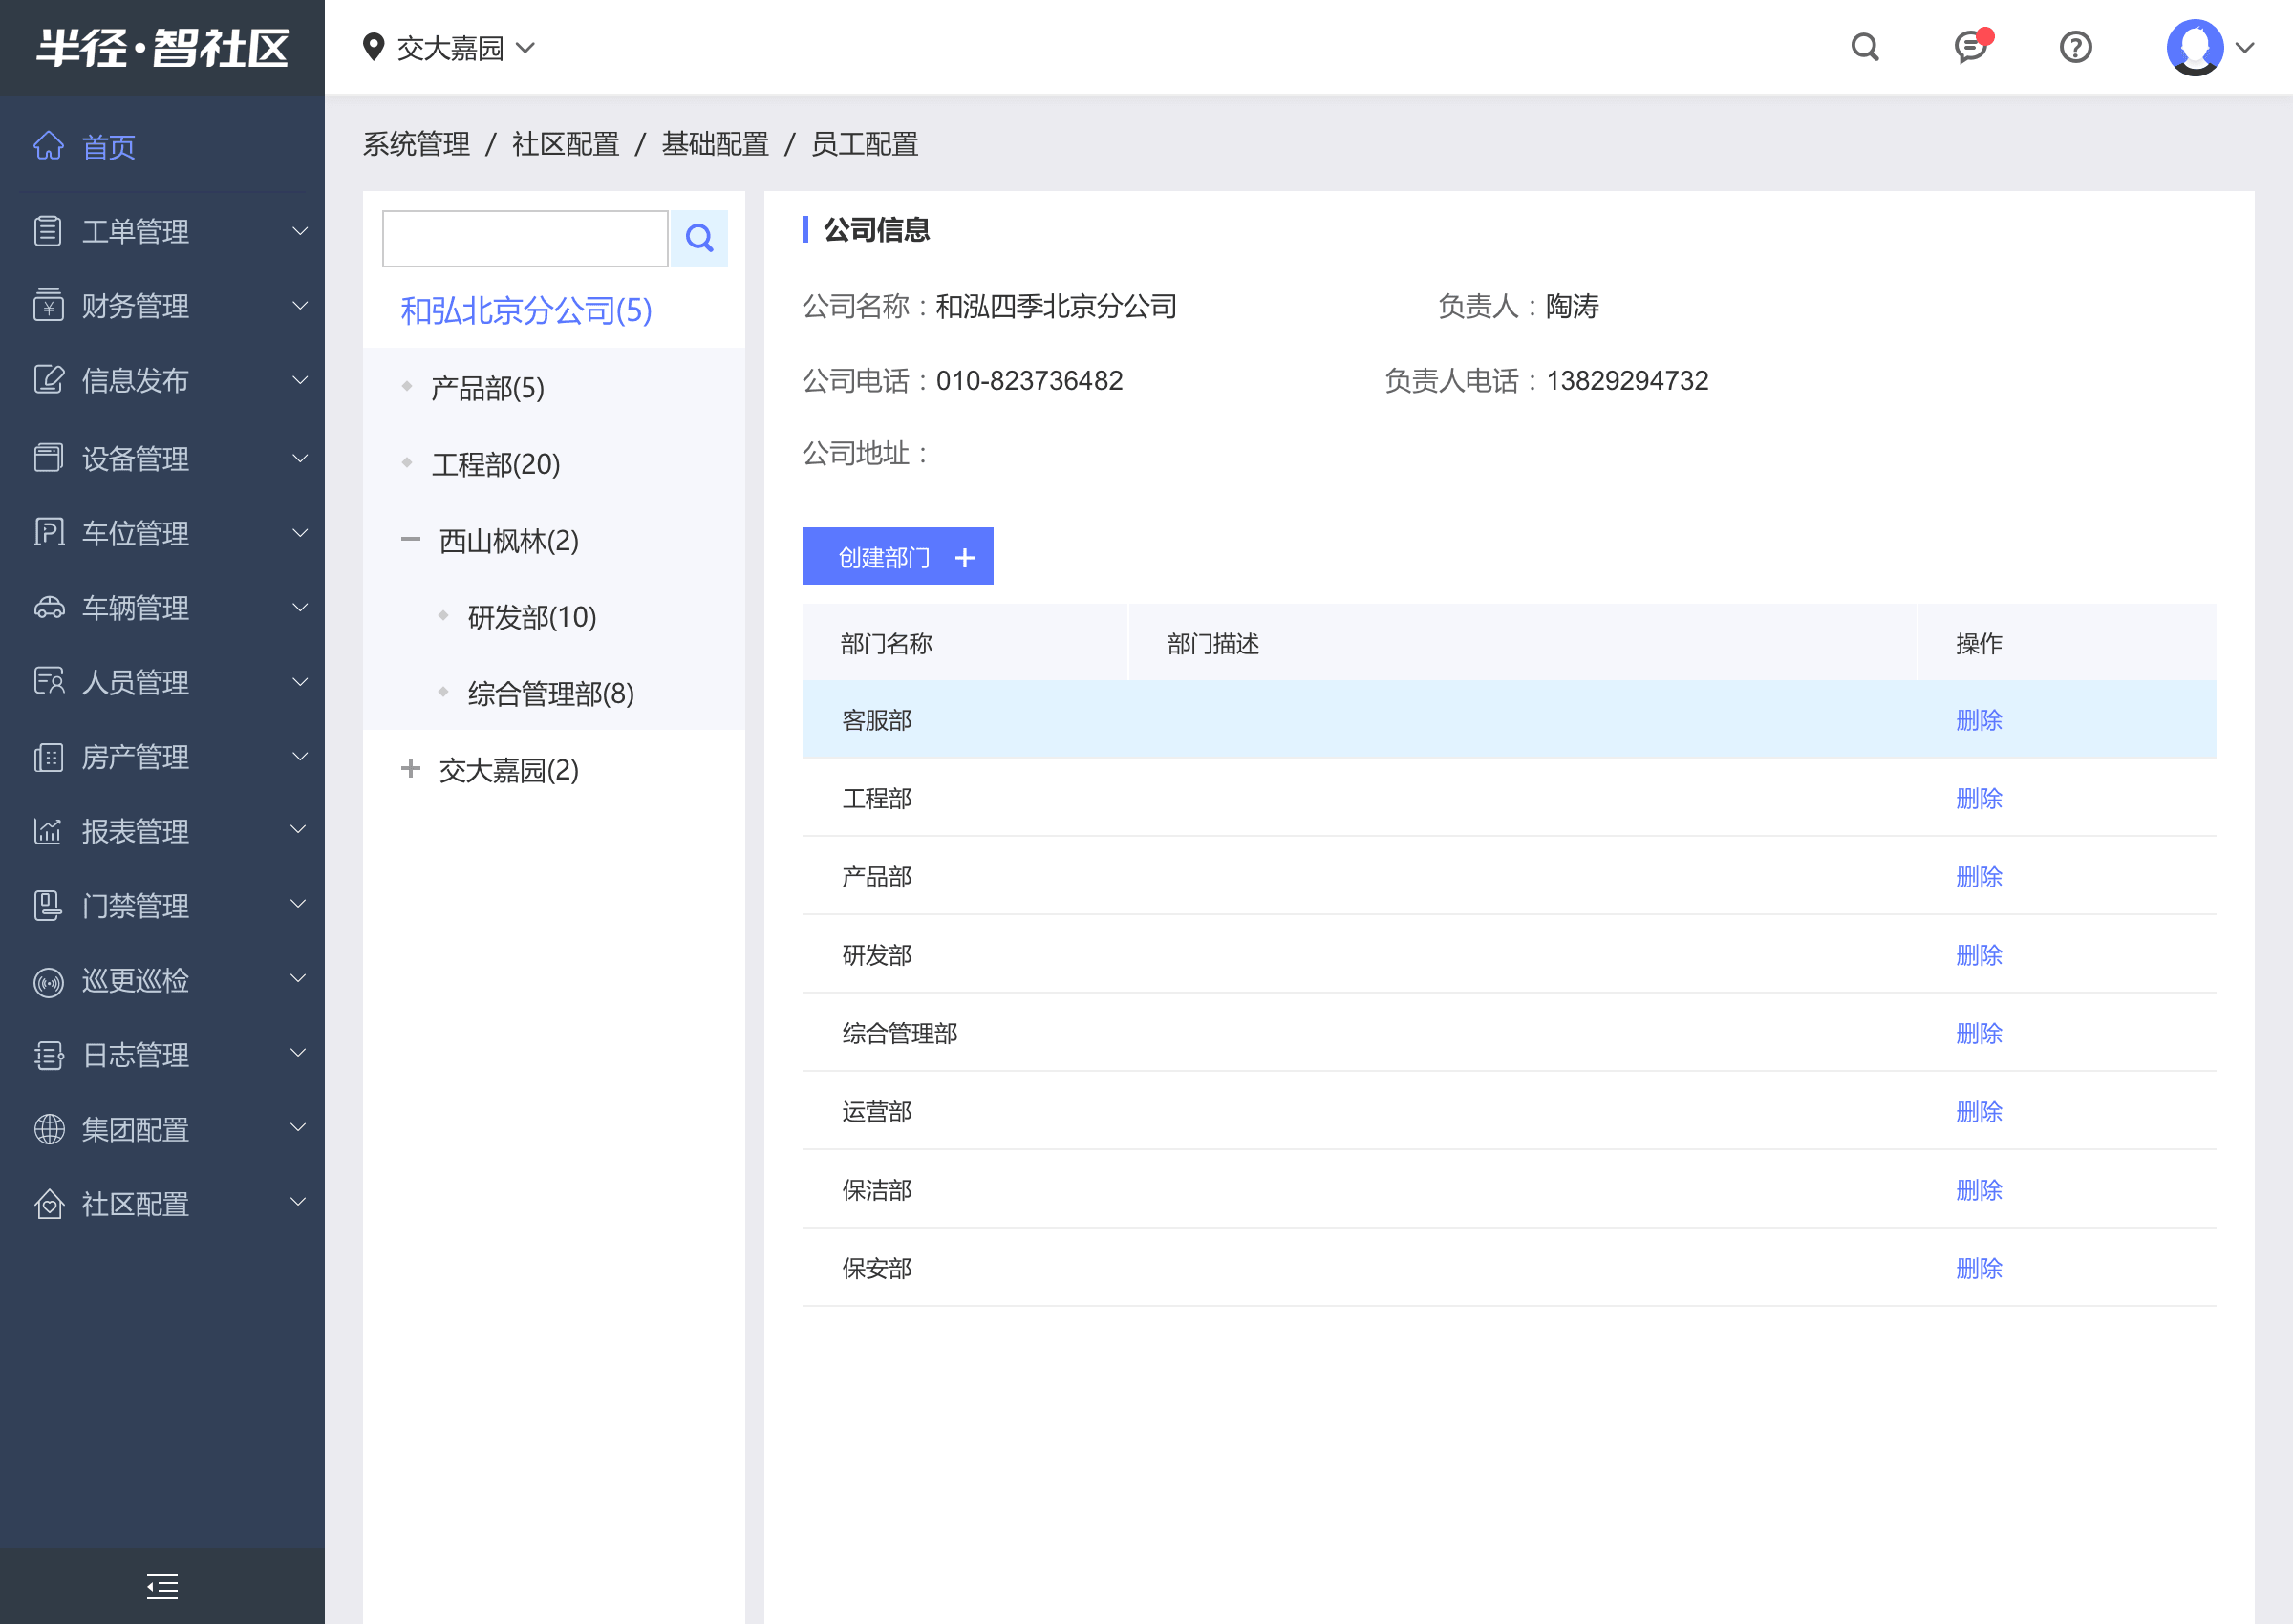 半径·智社区
交大嘉园
首页
工单管理
财务管理
信息发布
设备管理
车位管理
车辆管理
人员管理
房产管理
报表管理
门禁管理
巡更巡检
日志管理
集团配置
社区配置
系统管理 / 社区配置 / 基础配置 / 员工配置
和弘北京分公司(5)
产品部(5)
工程部(20)
西山枫林(2)
研发部(10)
综合管理部(8)
交大嘉园(2)
公司信息
公司名称：和泓四季北京分公司 负责人：陶涛
公司电话：010-823736482 负责人电话：13829294732
公司地址：
创建部门 +
部门名称 部门描述 操作
客服部 删除
工程部 删除
产品部 删除
研发部 删除
综合管理部 删除
运营部 删除
保洁部 删除
保安部 删除